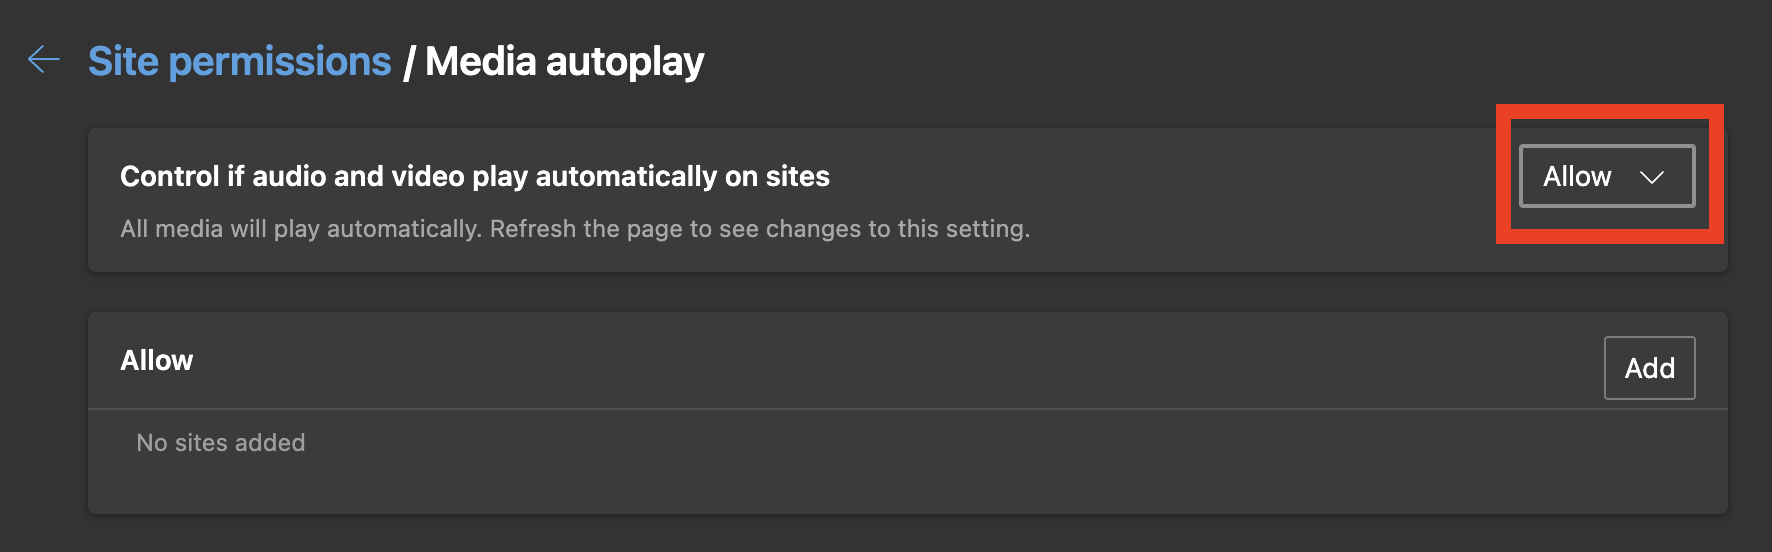 Site permissions / Media autoplay
Control if audio and video play automatically on sites
Allow
All media will play automatically. Refresh the page to see changes to this setting.
Allow
Add
No sites added